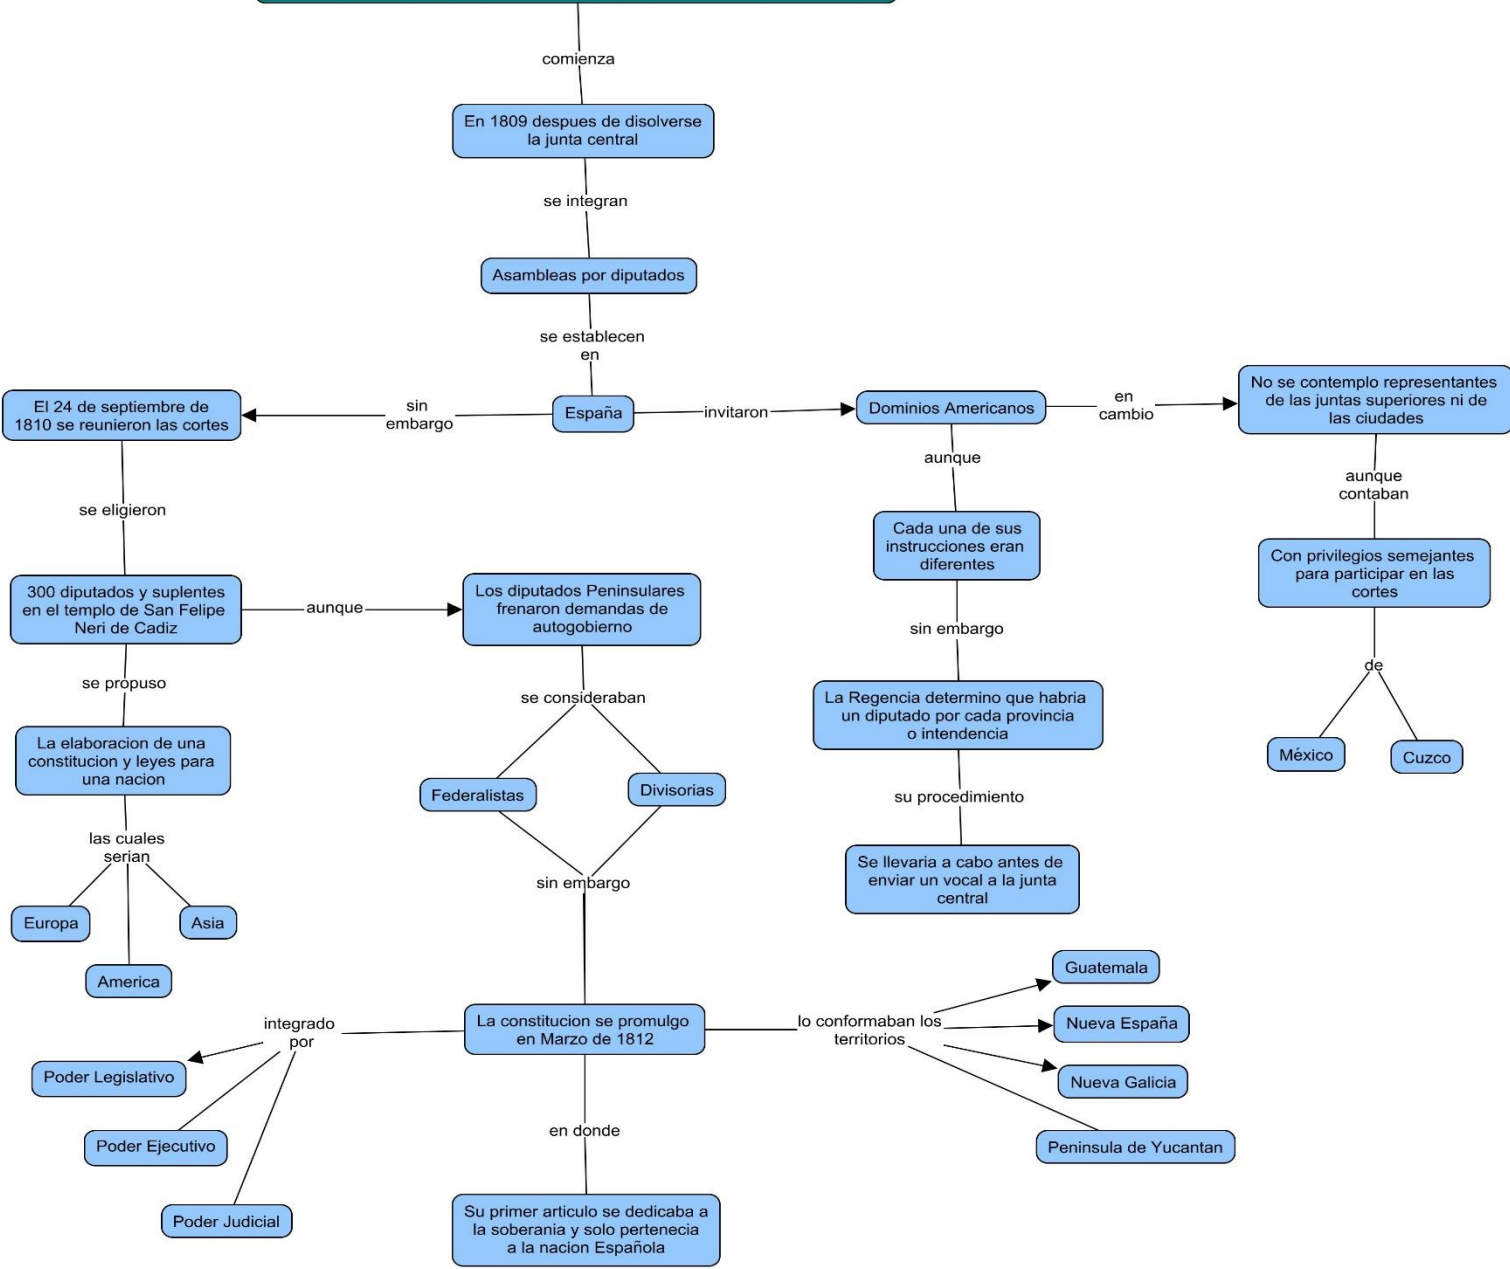 comienza
En 1809 despues de disolverse
la junta central
se integran
Asambleas por diputados
se establecen
en
España
sin
embargo
El 24 de septiembre de
1810 se reunieron las cortes
invitaron
Dominios Americanos
en
cambio
No se contemplo representantes
de las juntas superiores ni de
las ciudades
se eligieron
300 diputados y suplentes
en el templo de San Felipe
Neri de Cadiz
aunque
Los diputados Peninsulares
frenaron demandas de
autogobierno
aunque
Cada una de sus
instrucciones eran
diferentes
aunque
contaban
Con privilegios semejantes
para participar en las
cortes
se propuso
La elaboracion de una
constitucion y leyes para
una nacion
se consideraban
Federalistas
Divisorias
sin embargo
La Regencia determino que habria
un diputado por cada provincia
o intendencia
de
México
Cuzco
las cuales
serian
Europa
America
Asia
sin embargo
su procedimiento
Se llevaria a cabo antes de
enviar un vocal a la junta
central
La constitucion se promulgo
en Marzo de 1812
integrado
por
Poder Legislativo
Poder Ejecutivo
Poder Judicial
lo conformaban los
territorios
Guatemala
Nueva España
Nueva Galicia
Peninsula de Yucantan
en donde
Su primer articulo se dedicaba a
la soberania y solo pertenecia
a la nacion Española